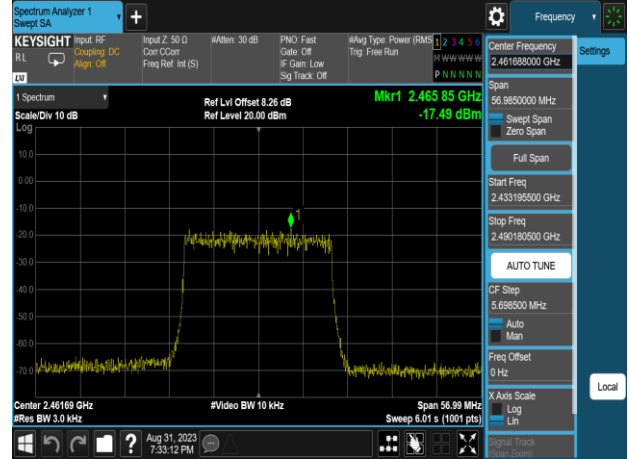 Spectrum Analyzer 1
Swept SA
+
Frequency
KEYSIGHT
RL
LXI
Input: RF
Coupling: DC
Align: Off
Input Z: 50 Ω
Corr CCorr
Freq Ref: Int (S)
#Atten: 30 dB
PNO: Fast
Gate: Off
IF Gain: Low
Sig Track: Off
#Avg Type: Power (RMS
Trig: Free Run
1 2 3 4 5 6
M W W W W W
P N N N N N
1 Spectrum
Scale/Div 10 dB
Log
Ref Lvl Offset 8.26 dB
Ref Level 20.00 dBm
Mkr1 2.465 85 GHz
-17.49 dBm
10.0
0.00
-10.0
-20.0
-30.0
-40.0
-50.0
-60.0
-70.0
1
Center 2.46169 GHz
#Res BW 3.0 kHz
#Video BW 10 kHz
Span 56.99 MHz
Sweep 6.01 s (1001 pts)
?
Aug 31, 2023
7:33:12 PM
Center Frequency
2.461688000 GHz
Settings
Span
56.9850000 MHz
Swept Span
Zero Span
Full Span
Start Freq
2.433195500 GHz
Stop Freq
2.490180500 GHz
AUTO TUNE
CF Step
5.698500 MHz
Auto
Man
Freq Offset
0 Hz
X Axis Scale
Log
Lin
Local
Signal Track
(Span Zoom)